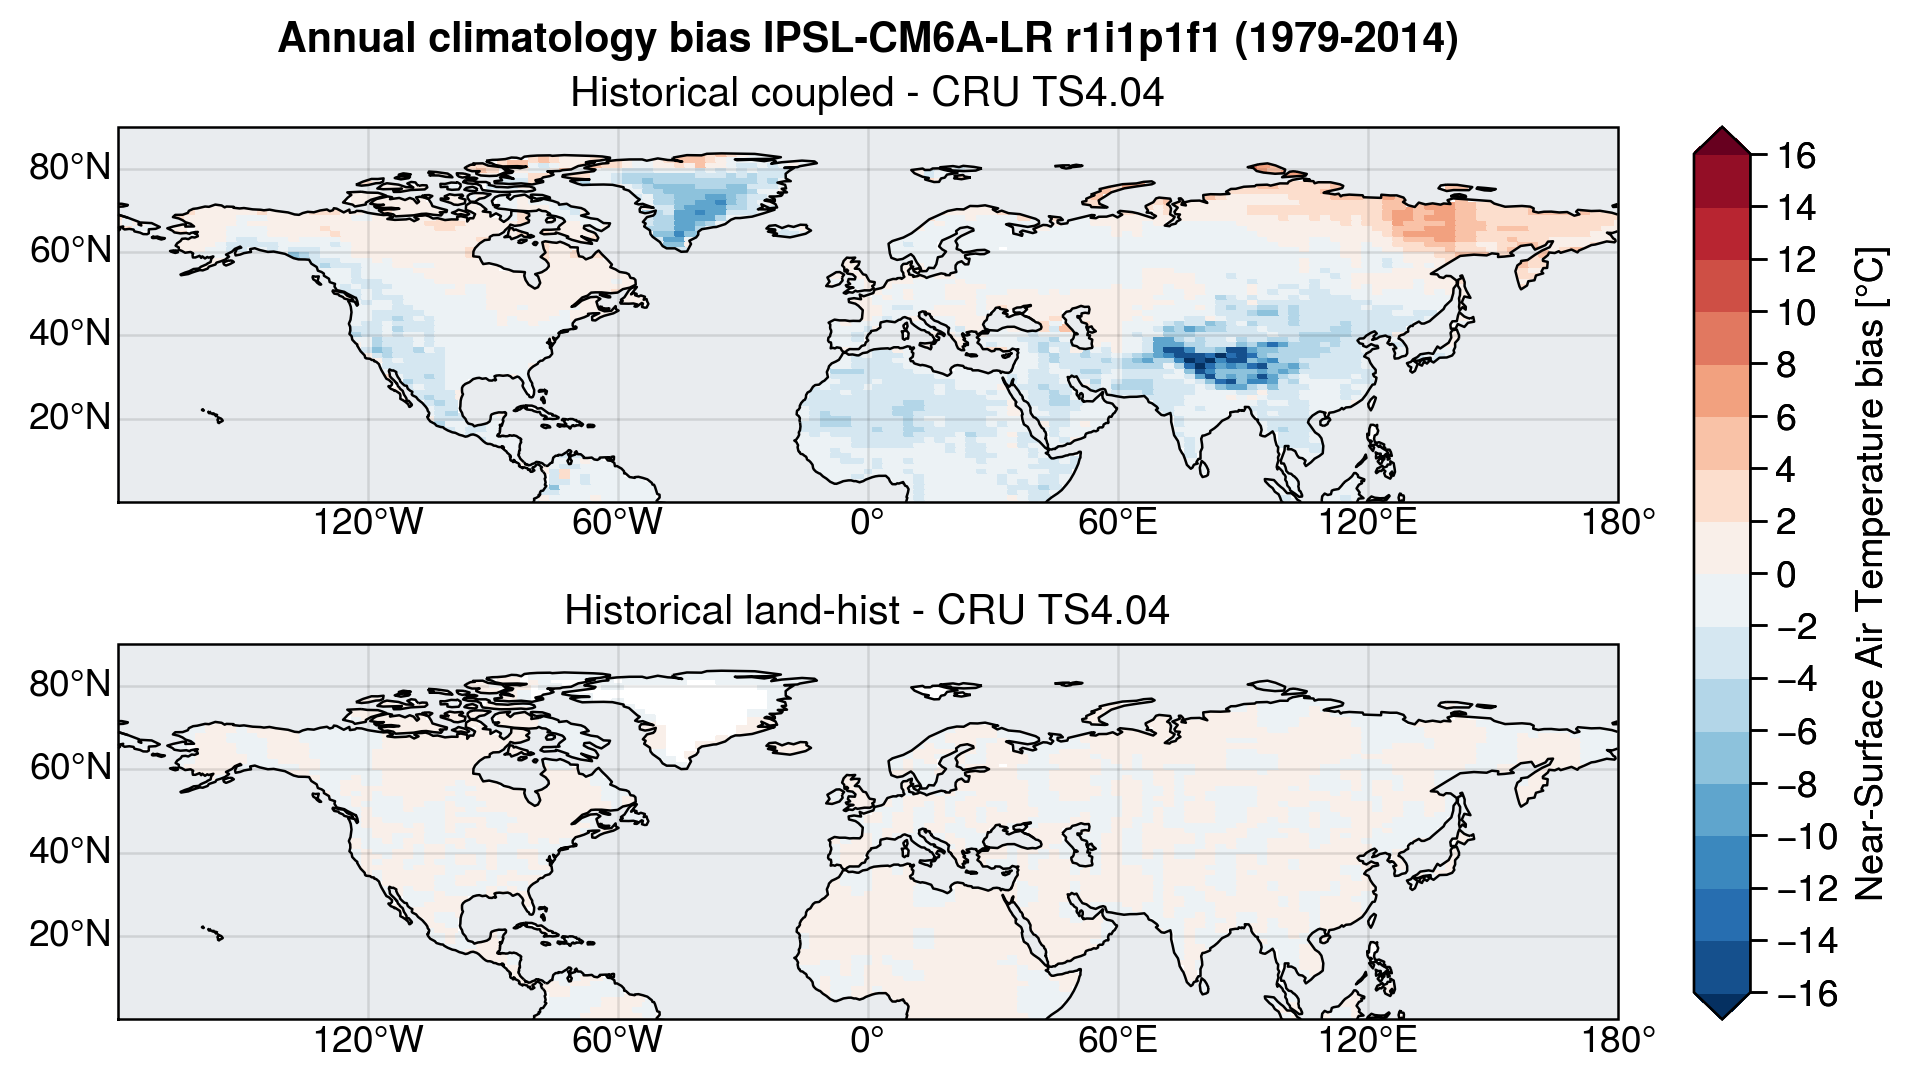 Annual climatology bias IPSL-CM6A-LR r1i1p1f1 (1979-2014)
Historical coupled - CRU TS4.04
80°N
60°N
40°N
20°N
120°W 60°W 0° 60°E 120°E 180°
Historical land-hist - CRU TS4.04
80°N
60°N
40°N
20°N
120°W 60°W 0° 60°E 120°E 180°
16
14
12
10
8
6
4
2
0
−2
−4
−6
−8
−10
−12
−14
−16
Near-Surface Air Temperature bias [°C]